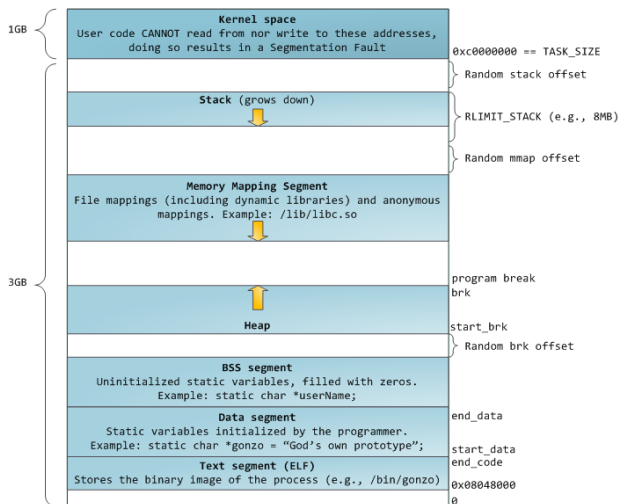 Kernel space
1GB
User code CANNOT read from nor write to these addresses,
doing so results in a Segmentation Fault
0xc0000000 == TASK_SIZE
Random stack offset
Stack (grows down)
RLIMIT_STACK (e.g., 8MB)
Random mmap offset
Memory Mapping Segment
File mappings (including dynamic libraries) and anonymous
mappings. Example: /lib/libc.so
3GB
program break
brk
Heap
start_brk
Random brk offset
BSS segment
Uninitialized static variables, filled with zeros.
Example: static char *userName;
Data segment
end_data
Static variables initialized by the programmer.
Example: static char *gonzo = “God’s own prototype”;
start_data
end_code
Text segment (ELF)
Stores the binary image of the process (e.g., /bin/gonzo)
0x08048000
0